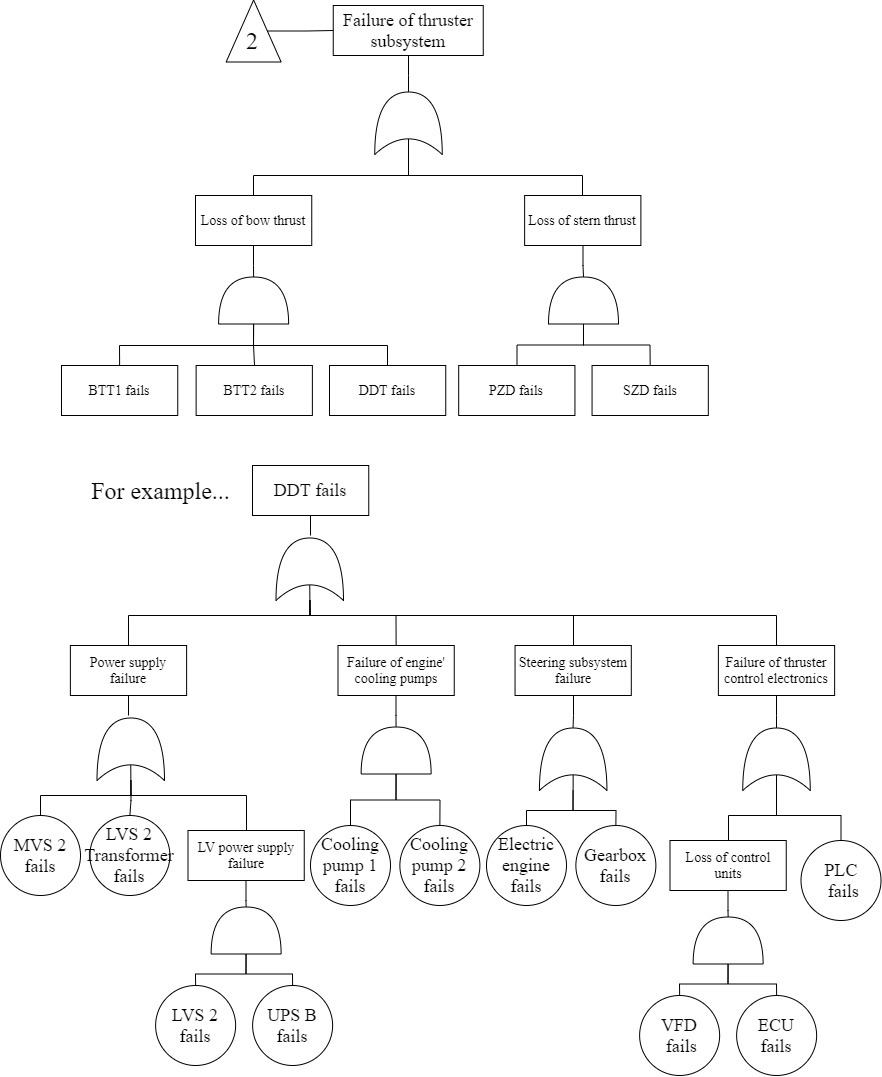 2
Failure of thruster
subsystem
Loss of bow thrust
Loss of stern thrust
BTT1 fails
BTT2 fails
DDT fails
PZD fails
SZD fails
For example...
DDT fails
Power supply
failure
Failure of engine'
cooling pumps
Steering subsystem
failure
Failure of thruster
control electronics
MVS 2
fails
LVS 2
Transformer
fails
LV power supply
failure
Cooling
pump 1
fails
Cooling
pump 2
fails
Electric
engine
fails
Gearbox
fails
Loss of control
units
PLC
fails
LVS 2
fails
UPS B
fails
VFD
fails
ECU
fails